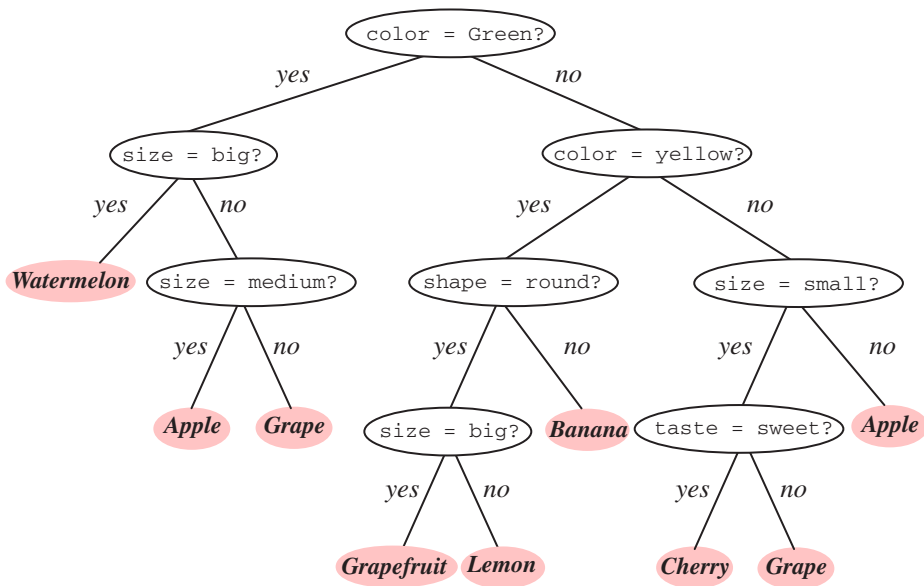 color = Green?
yes
no
size = big?
color = yellow?
yes
no
yes
no
Watermelon
size = medium?
shape = round?
size = small?
yes
no
yes
no
yes
no
Apple
Grape
size = big?
Banana
taste = sweet?
Apple
yes
no
yes
no
Grapefruit
Lemon
Cherry
Grape